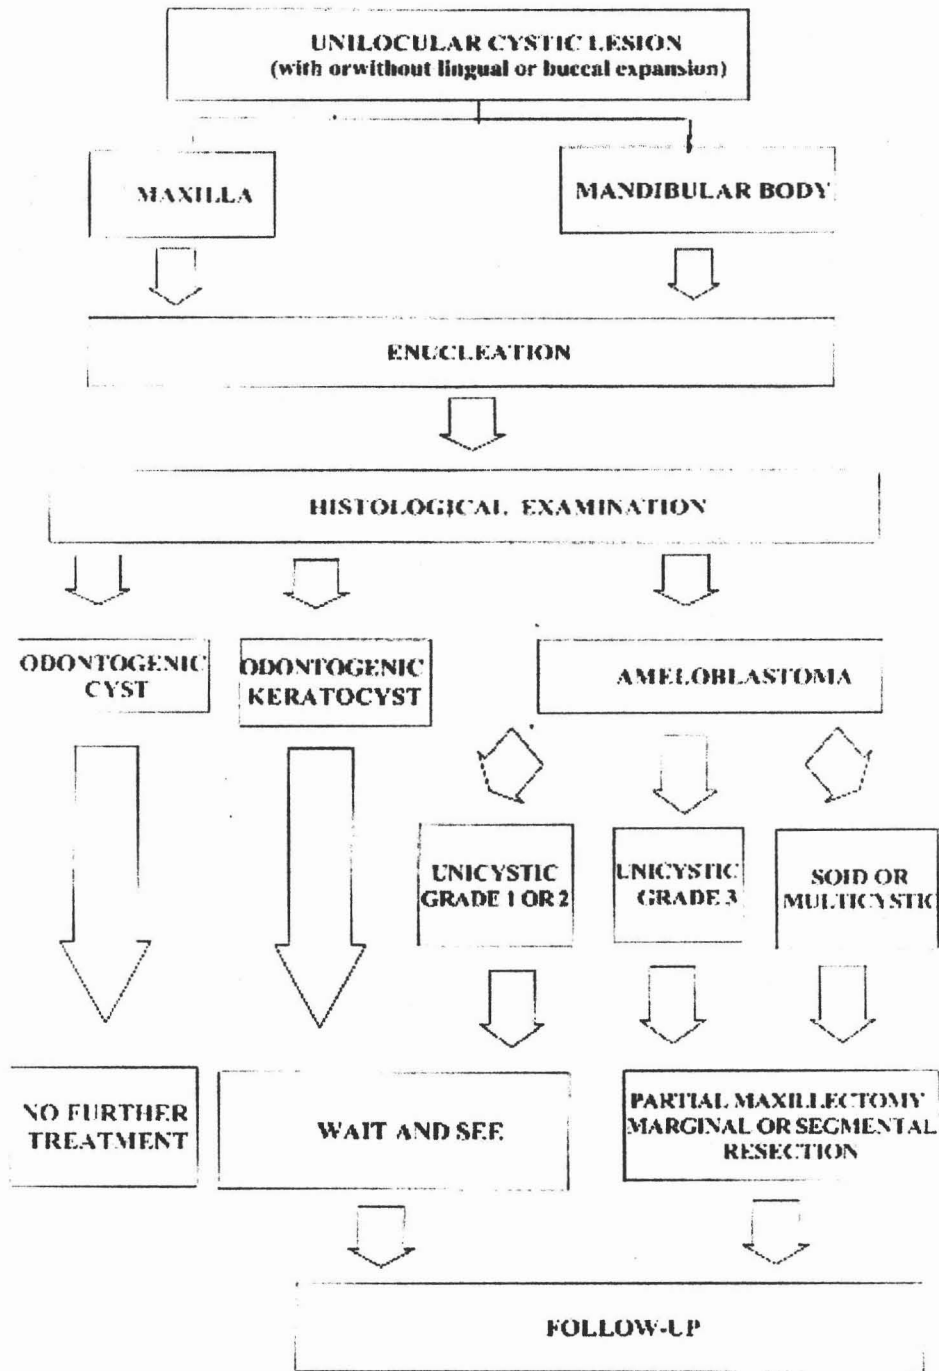 UNILOCULAR CYSTIC LESION
(with orwithout lingual or buccal expansion)
MAXILLA
MANDIBULAR BODY
ENUCLEATION
HISTOLOGICAL EXAMINATION
ODONTOGENIC
CYST
ODONTOGENIC
KERATOCYST
AMELOBLASTOMA
UNICYSTIC
GRADE 1 OR 2
UNICYSTIC
GRADE 3
SOID OR
MULTICYSTIC
NO FURTHER
TREATMENT
WAIT AND SEE
PARTIAL MAXILLECTOMY
MARGINAL OR SEGMENTAL
RESECTION
FOLLOW-UP